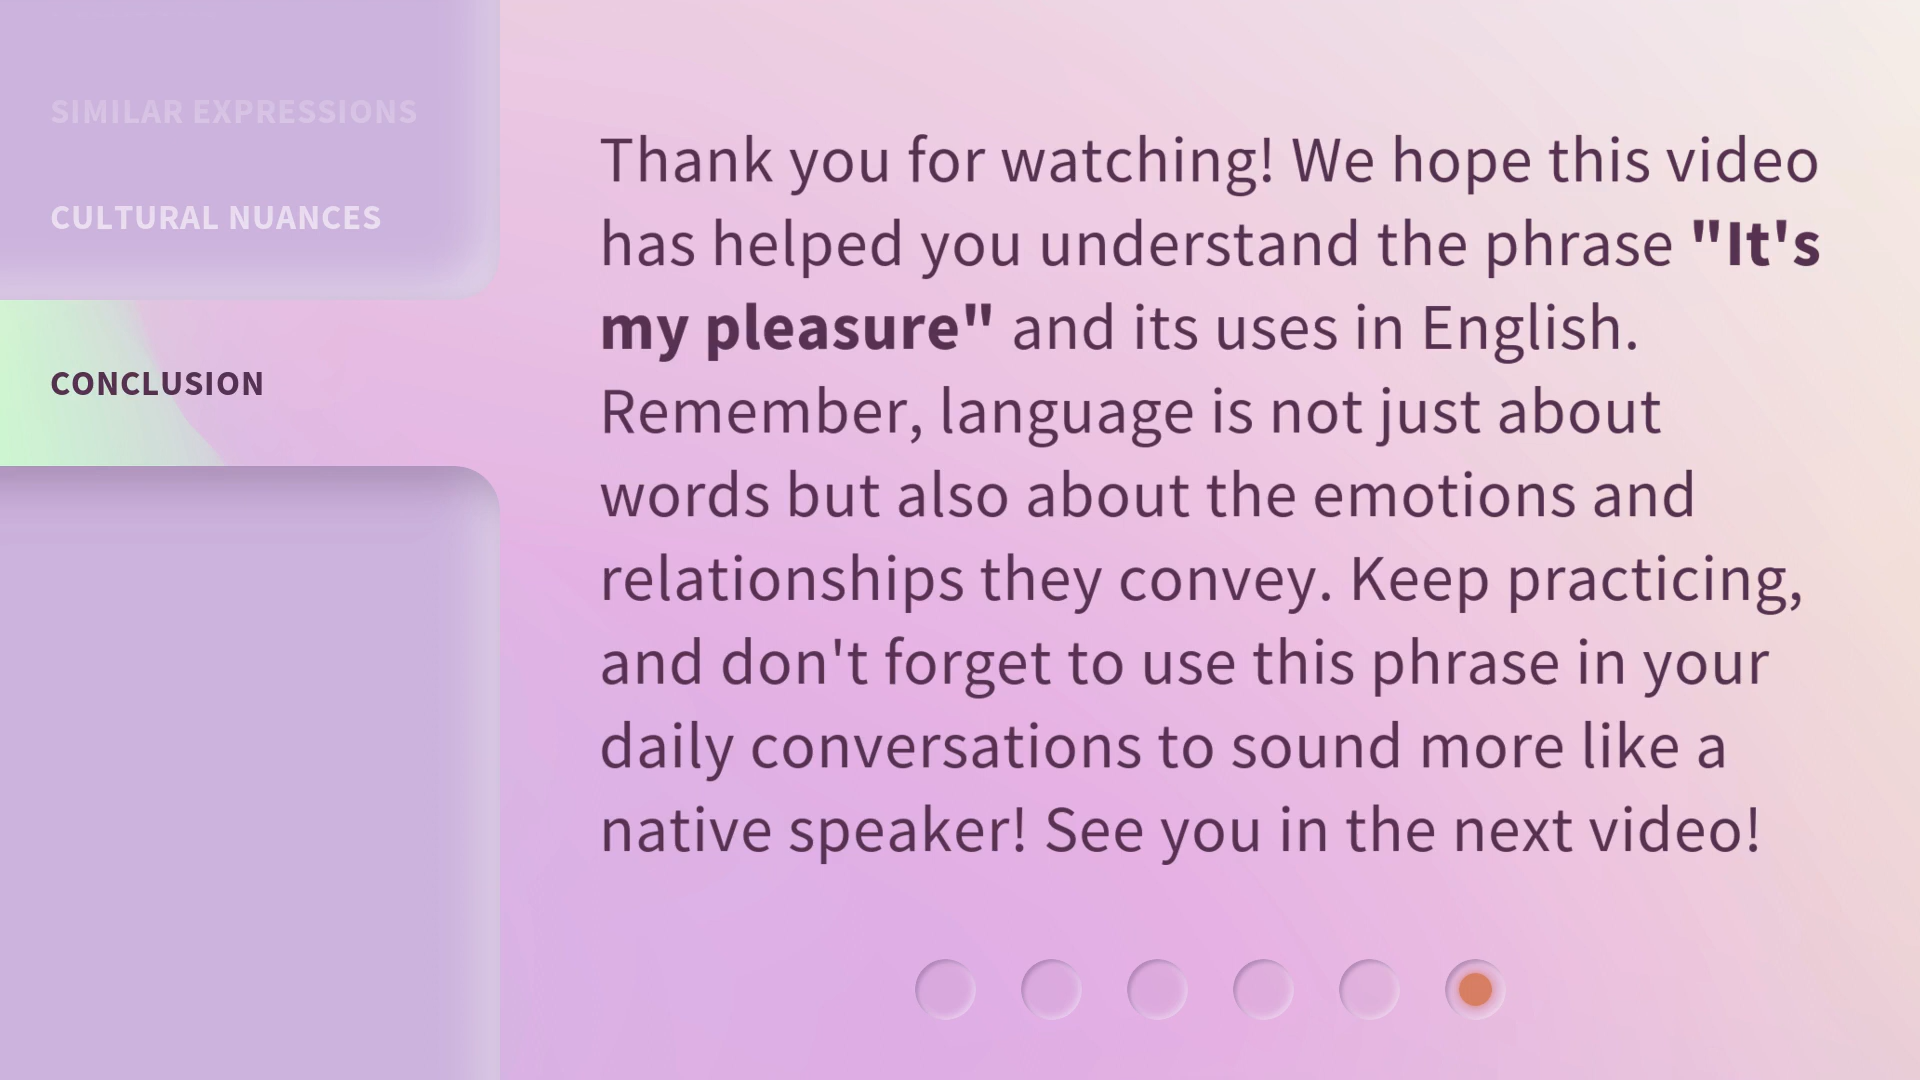 SIMILAR EXPRESSIONS
CULTURAL NUANCES
CONCLUSION
Thank you for watching! We hope this video
has helped you understand the phrase "It's
my pleasure" and its uses in English.
Remember, language is not just about
words but also about the emotions and
relationships they convey. Keep practicing,
and don't forget to use this phrase in your
daily conversations to sound more like a
native speaker! See you in the next video!